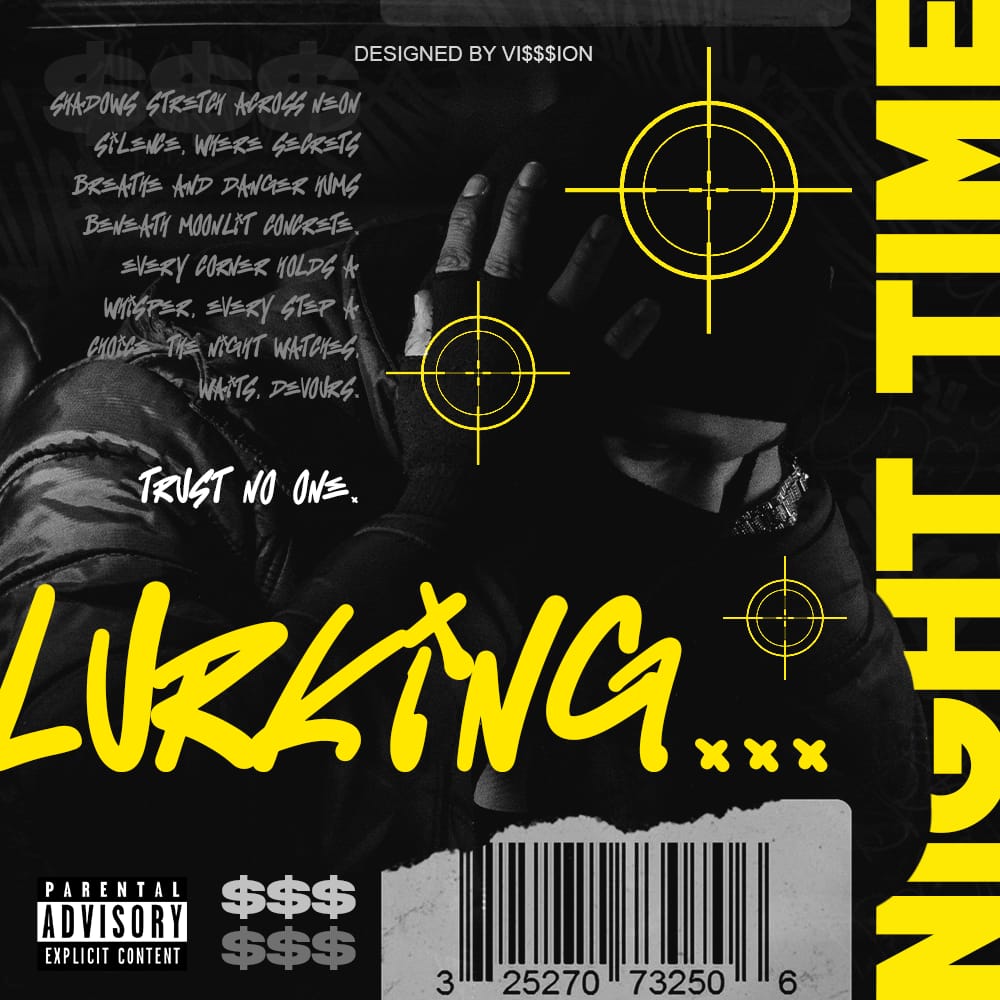 DESIGNED BY VI$$$ION
$$$
SHADOWS STRETCH ACROSS NEON
SILENCE, WHERE SECRETS
BREATHE AND DANGER HUMS
BENEATH MOONLIT CONCRETE.
EVERY CORNER HOLDS A
WHISPER, EVERY STEP A
CHOICE. THE NIGHT WATCHES,
WAITS, DEVOURS.
TRUST NO ONE.
LURKING...
NIGHT TIME
PARENTAL
ADVISORY
EXPLICIT CONTENT
$$$
$$$
3 25270 73250 6